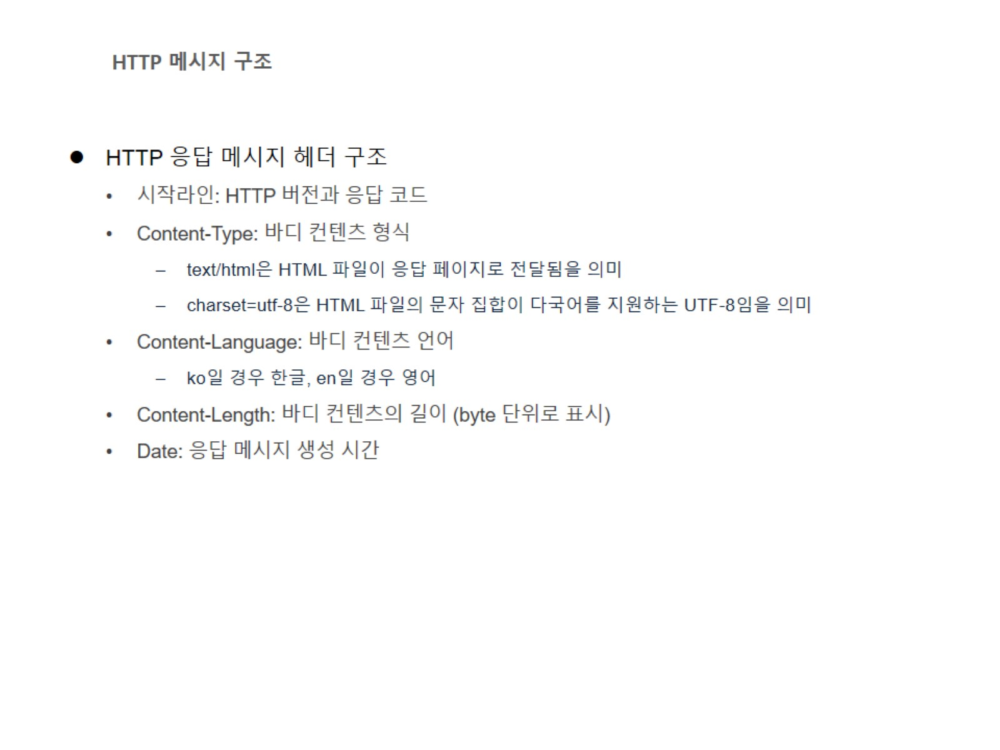 HTTP 메시지 구조
● HTTP 응답 메시지 헤더 구조
• 시작라인: HTTP 버전과 응답 코드
• Content-Type: 바디 컨텐츠 형식
– text/html은 HTML 파일이 응답 페이지로 전달됨을 의미
– charset=utf-8은 HTML 파일의 문자 집합이 다국어를 지원하는 UTF-8임을 의미
• Content-Language: 바디 컨텐츠 언어
– ko일 경우 한글, en일 경우 영어
• Content-Length: 바디 컨텐츠의 길이 (byte 단위로 표시)
• Date: 응답 메시지 생성 시간